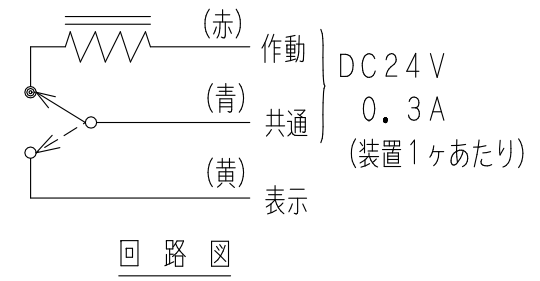 (赤)
作動
(青)
共通
(黄)
表示
DC24V
0.3A
(装置1ヶあたり)
回路図